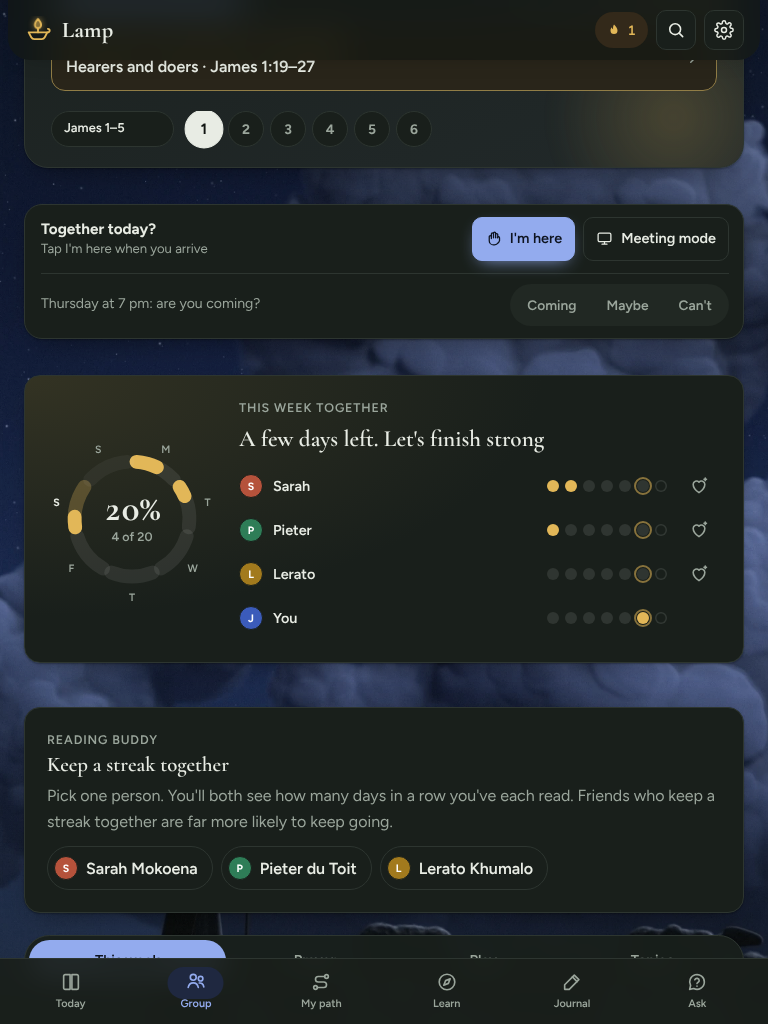 Lamp
1
Hearers and doers · James 1:19–27
James 1–5
1 2 3 4 5 6
Together today?
Tap I'm here when you arrive
I'm here
Meeting mode
Thursday at 7 pm: are you coming?
Coming Maybe Can't
THIS WEEK TOGETHER
A few days left. Let's finish strong
S M T W T F S
20%
4 of 20
S Sarah
P Pieter
L Lerato
J You
READING BUDDY
Keep a streak together
Pick one person. You'll both see how many days in a row you've each read. Friends who keep a
streak together are far more likely to keep going.
S Sarah Mokoena
P Pieter du Toit
L Lerato Khumalo
Today Group My path Learn Journal Ask